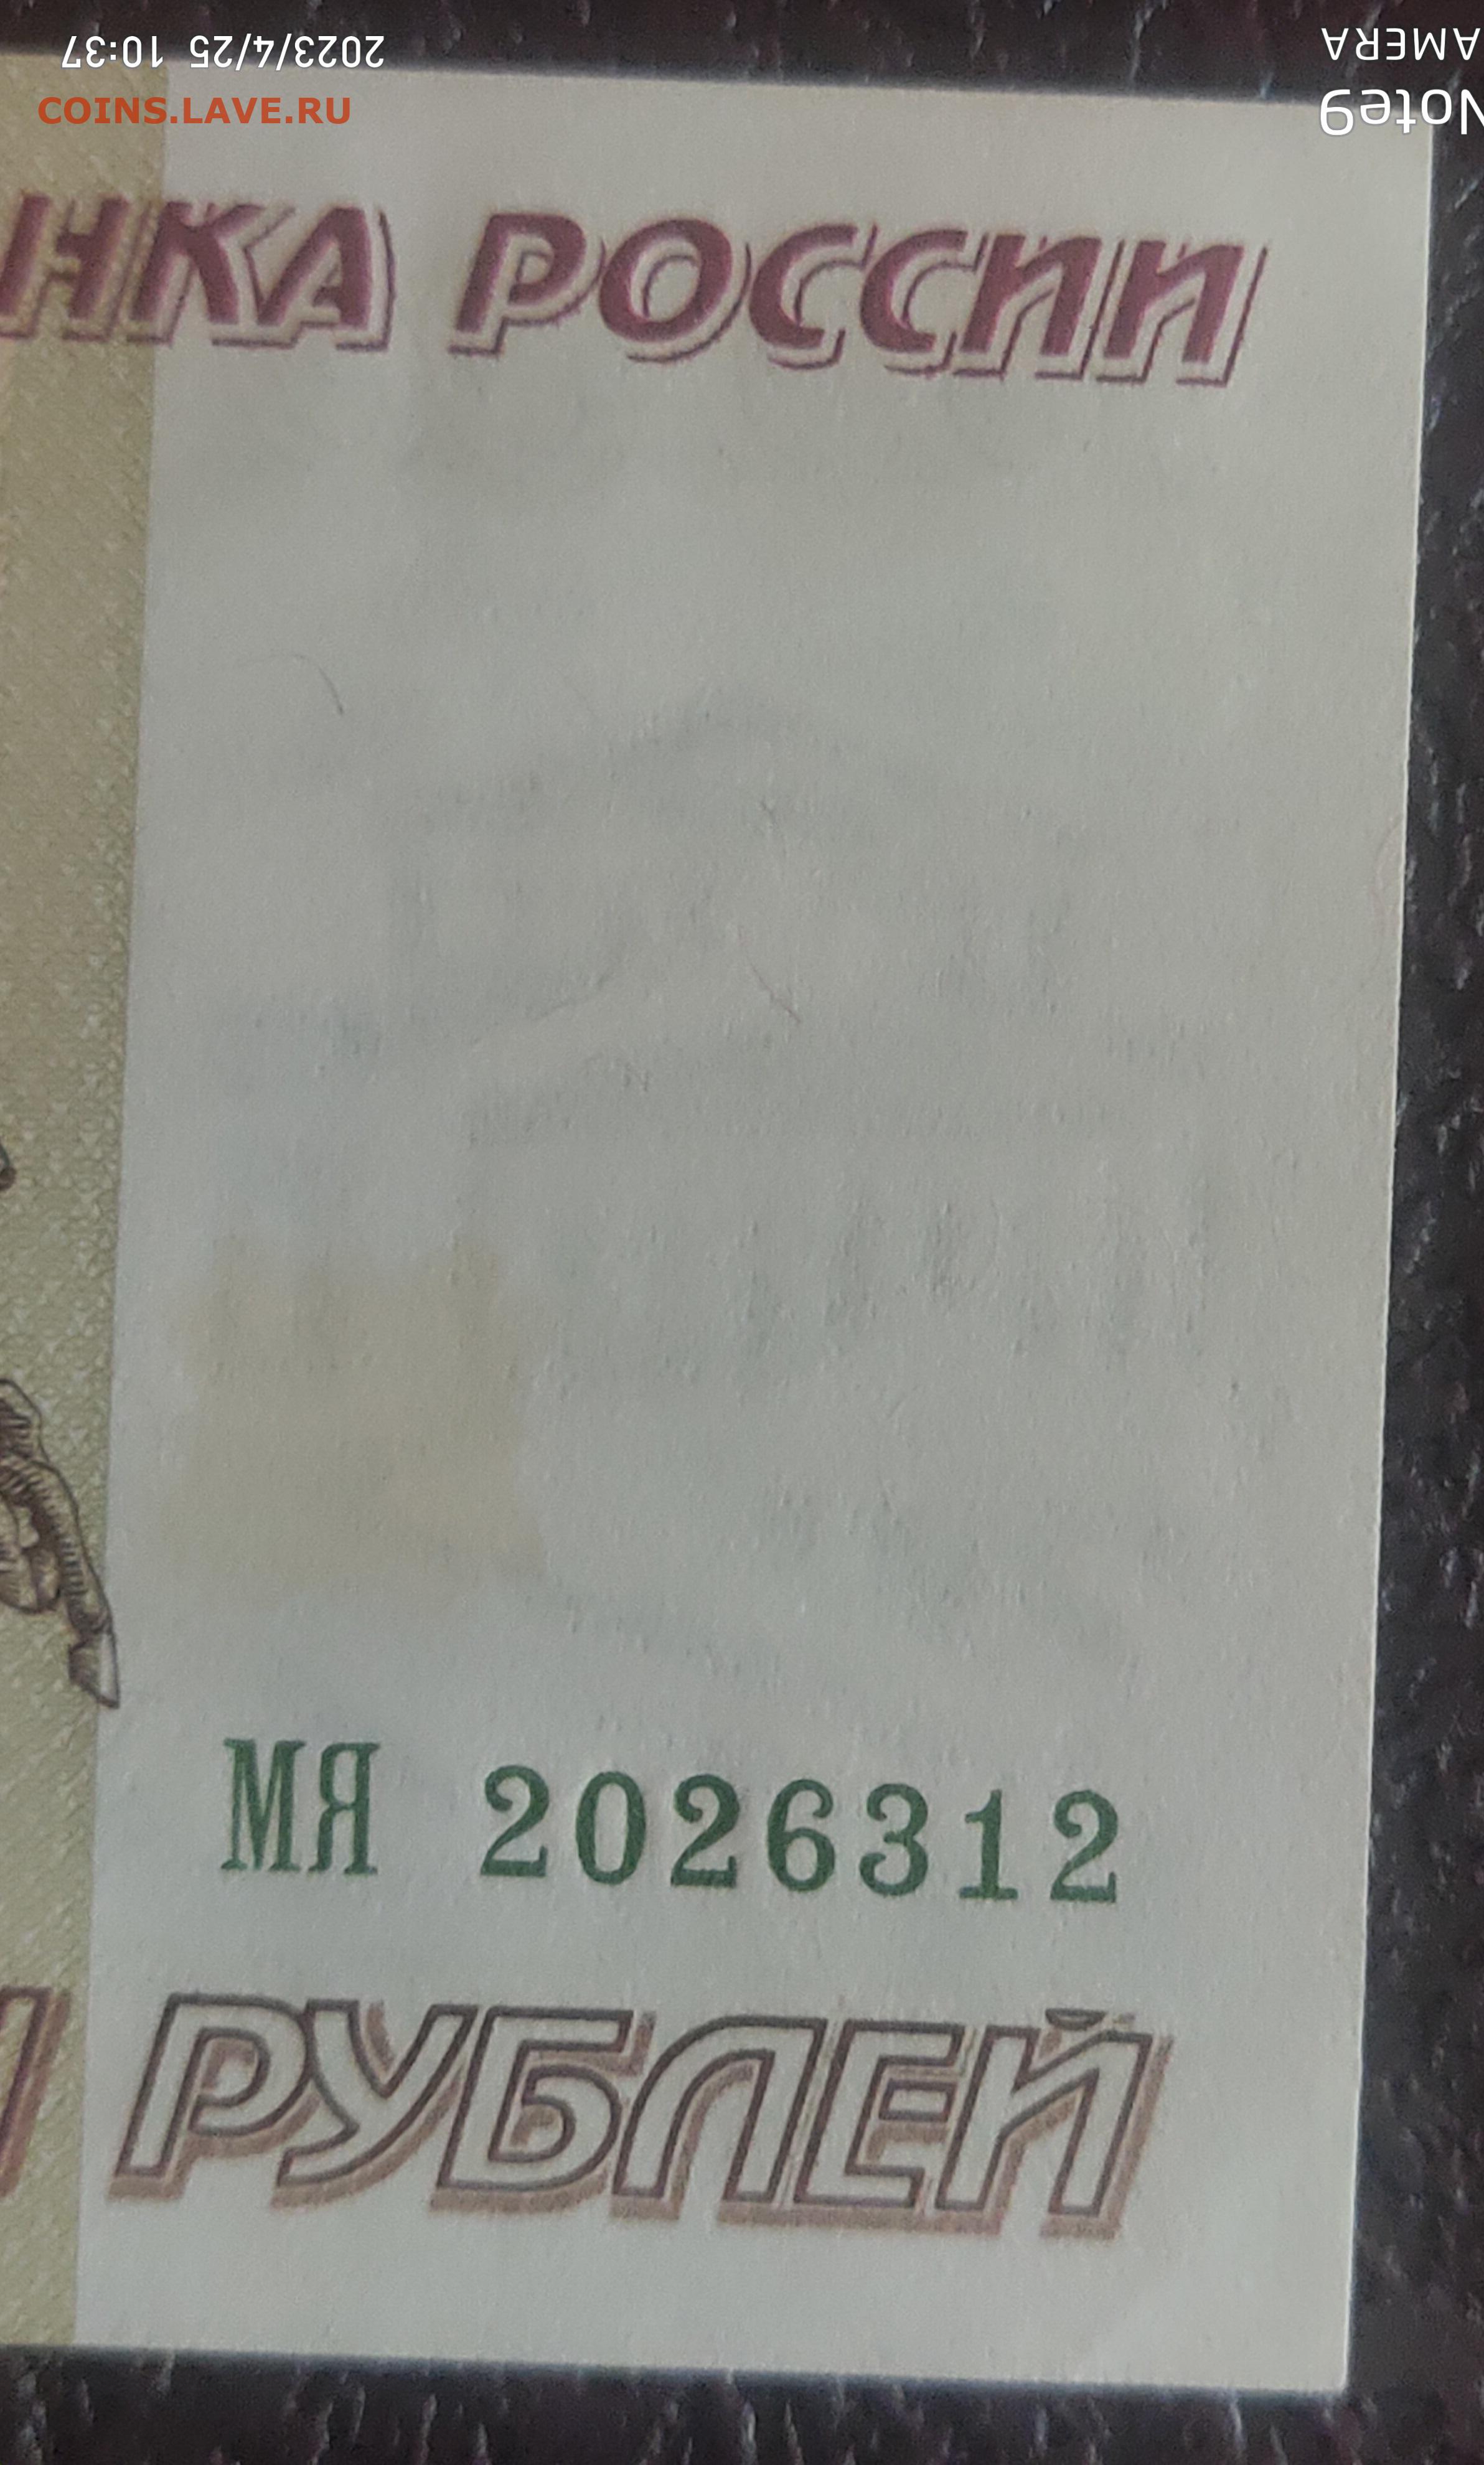 2023/4/25 10:37
AMERA
COINS.LAVE.RU
Note9
НКА РОССИИ
МЯ 2026312
РУБЛЕЙ